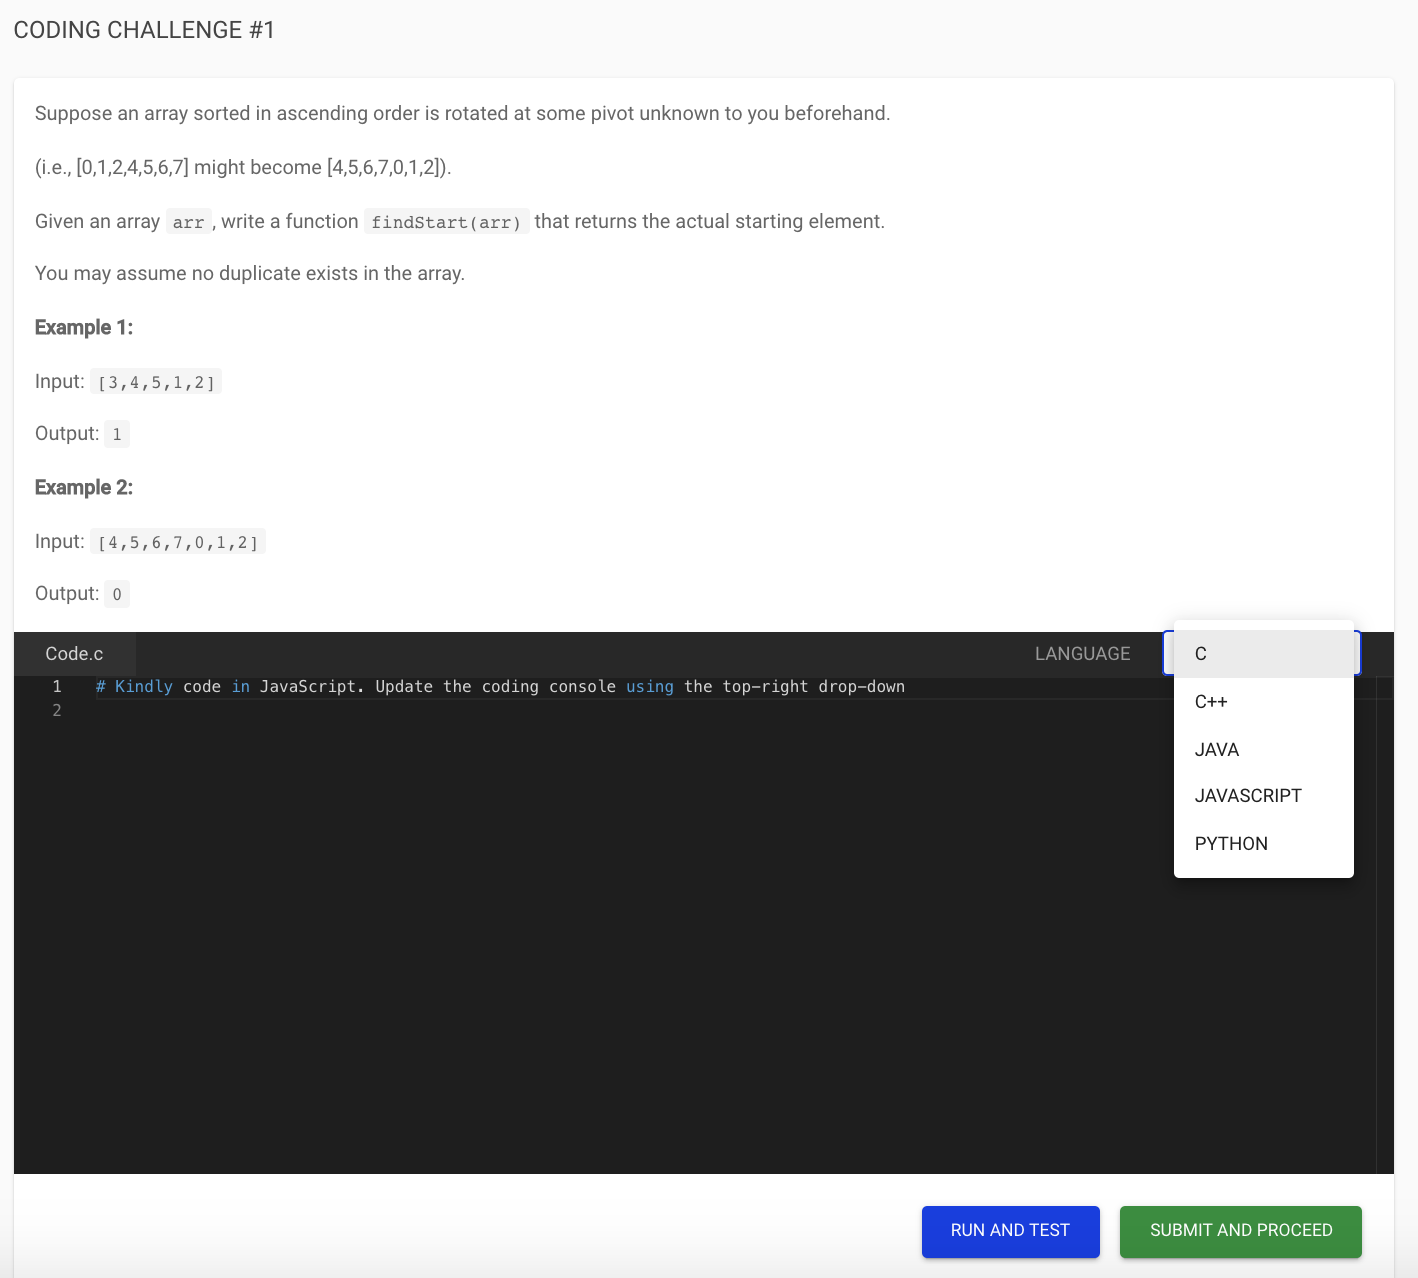 CODING CHALLENGE #1
Suppose an array sorted in ascending order is rotated at some pivot unknown to you beforehand.
(i.e., [0,1,2,4,5,6,7] might become [4,5,6,7,0,1,2]).
Given an array arr, write a function findStart(arr) that returns the actual starting element.
You may assume no duplicate exists in the array.
Example 1:
Input: [3,4,5,1,2]
Output: 1
Example 2:
Input: [4,5,6,7,0,1,2]
Output: 0
Code.c
LANGUAGE
C
C++
JAVA
JAVASCRIPT
PYTHON
1 # Kindly code in JavaScript. Update the coding console using the top-right drop-down
2
RUN AND TEST
SUBMIT AND PROCEED